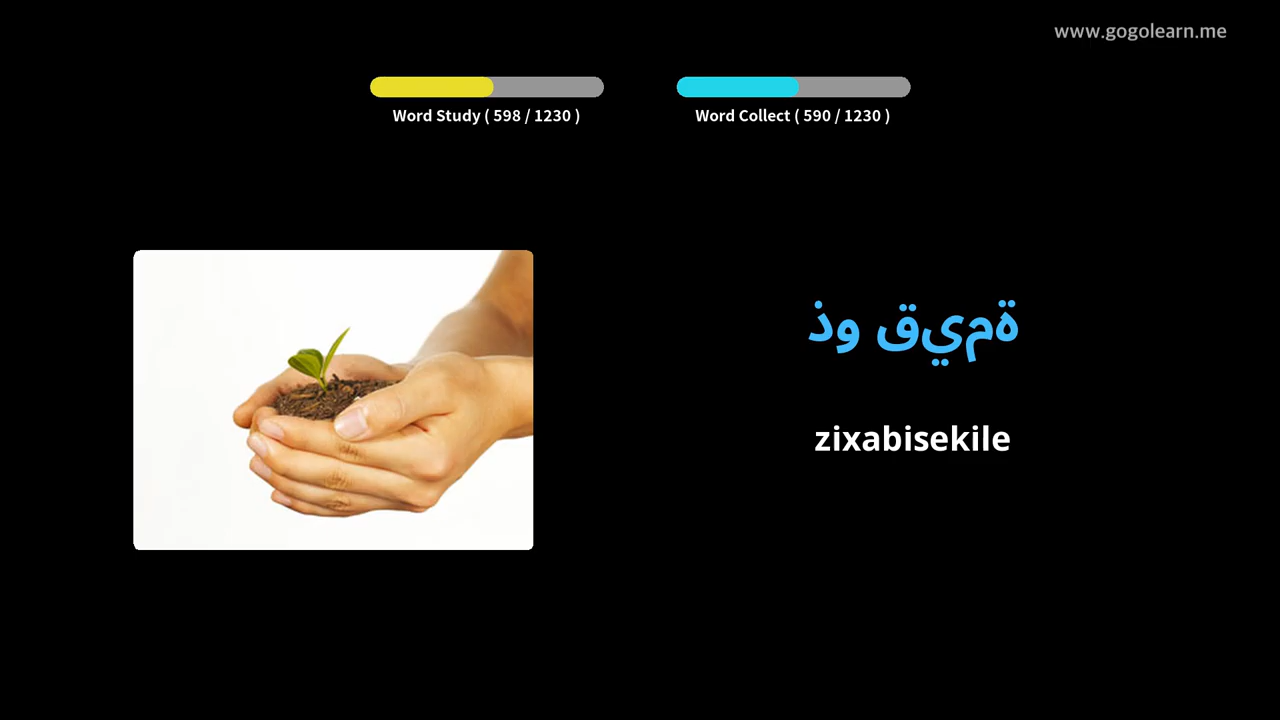 www.gogolearn.me
Word Study ( 598 / 1230 )
Word Collect ( 590 / 1230 )
ذو قيمة
zixabisekile